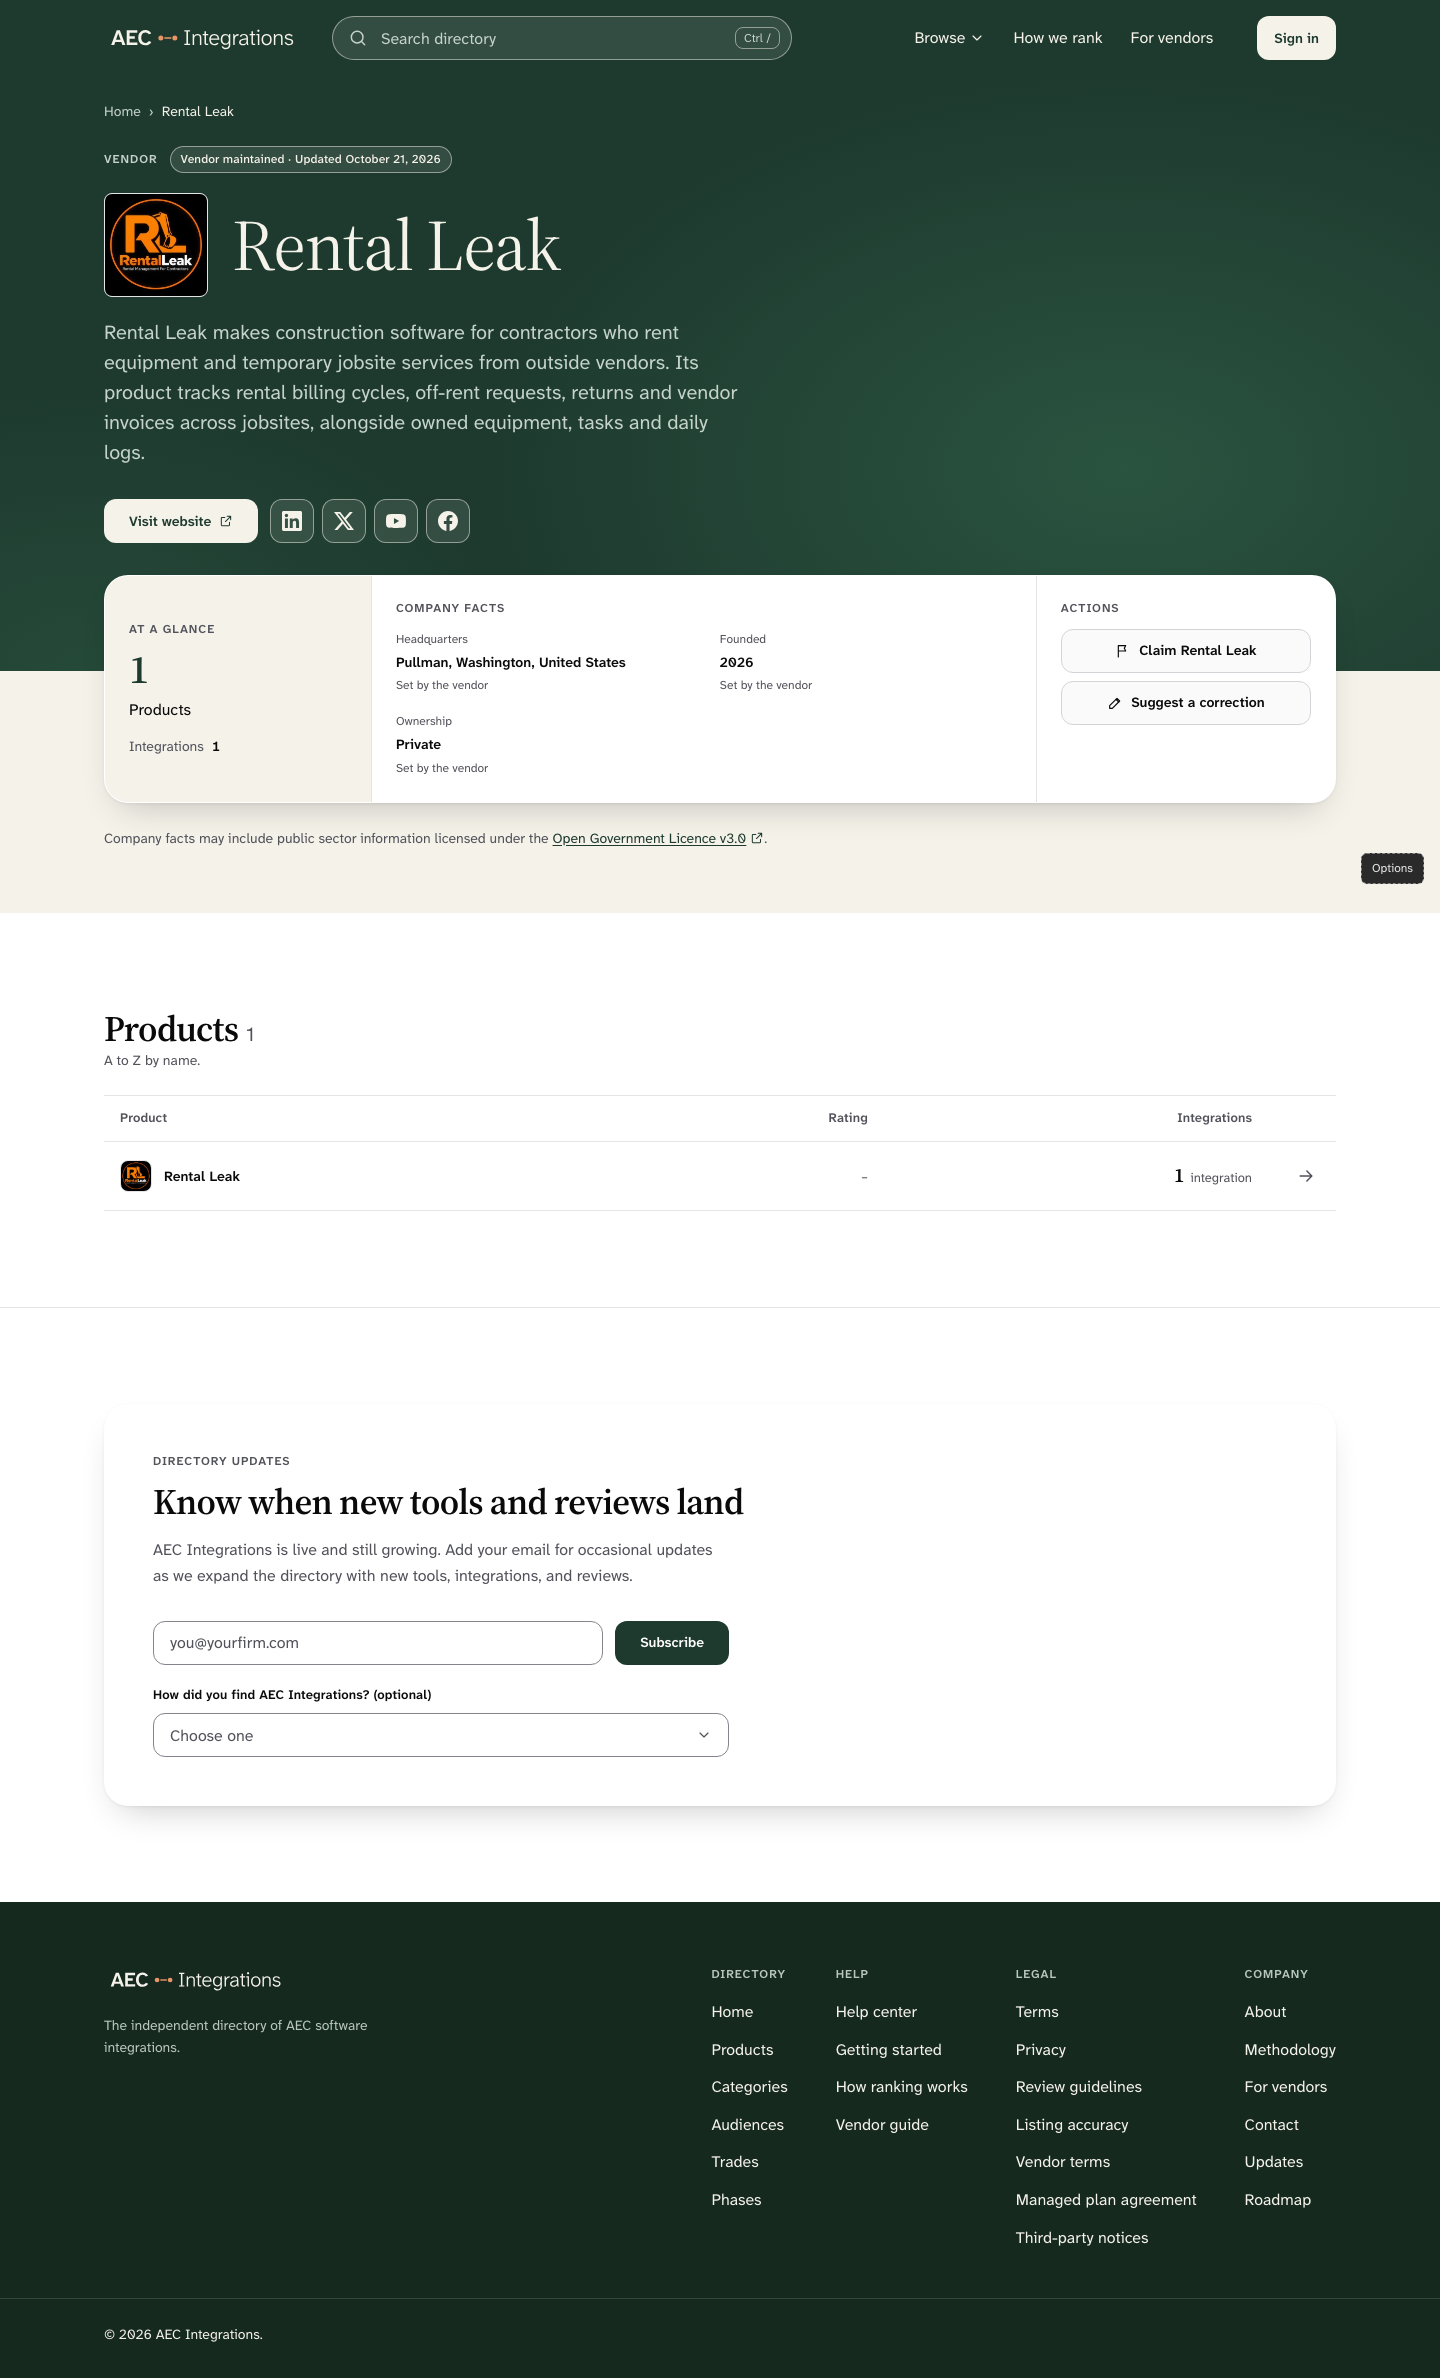 AEC Integrations
Search directory
Ctrl /
Browse
How we rank
For vendors
Sign in
Home › Rental Leak
VENDOR
Vendor maintained · Updated October 21, 2026
RL
RentalLeak
Rental Management For Contractors
Rental Leak
Rental Leak makes construction software for contractors who rent
equipment and temporary jobsite services from outside vendors. Its
product tracks rental billing cycles, off-rent requests, returns and vendor
invoices across jobsites, alongside owned equipment, tasks and daily
logs.
Visit website
AT A GLANCE
1
Products
Integrations 1
COMPANY FACTS
Headquarters
Pullman, Washington, United States
Set by the vendor
Founded
2026
Set by the vendor
Ownership
Private
Set by the vendor
ACTIONS
Claim Rental Leak
Suggest a correction
Company facts may include public sector information licensed under the Open Government Licence v3.0.
Options
Products 1
A to Z by name.
Product Rating Integrations
RL RentalLeak
Rental Leak – 1 integration
DIRECTORY UPDATES
Know when new tools and reviews land
AEC Integrations is live and still growing. Add your email for occasional updates
as we expand the directory with new tools, integrations, and reviews.
you@yourfirm.com
Subscribe
How did you find AEC Integrations? (optional)
Choose one
AEC Integrations
The independent directory of AEC software
integrations.
DIRECTORY
Home
Products
Categories
Audiences
Trades
Phases
HELP
Help center
Getting started
How ranking works
Vendor guide
LEGAL
Terms
Privacy
Review guidelines
Listing accuracy
Vendor terms
Managed plan agreement
Third-party notices
COMPANY
About
Methodology
For vendors
Contact
Updates
Roadmap
© 2026 AEC Integrations.